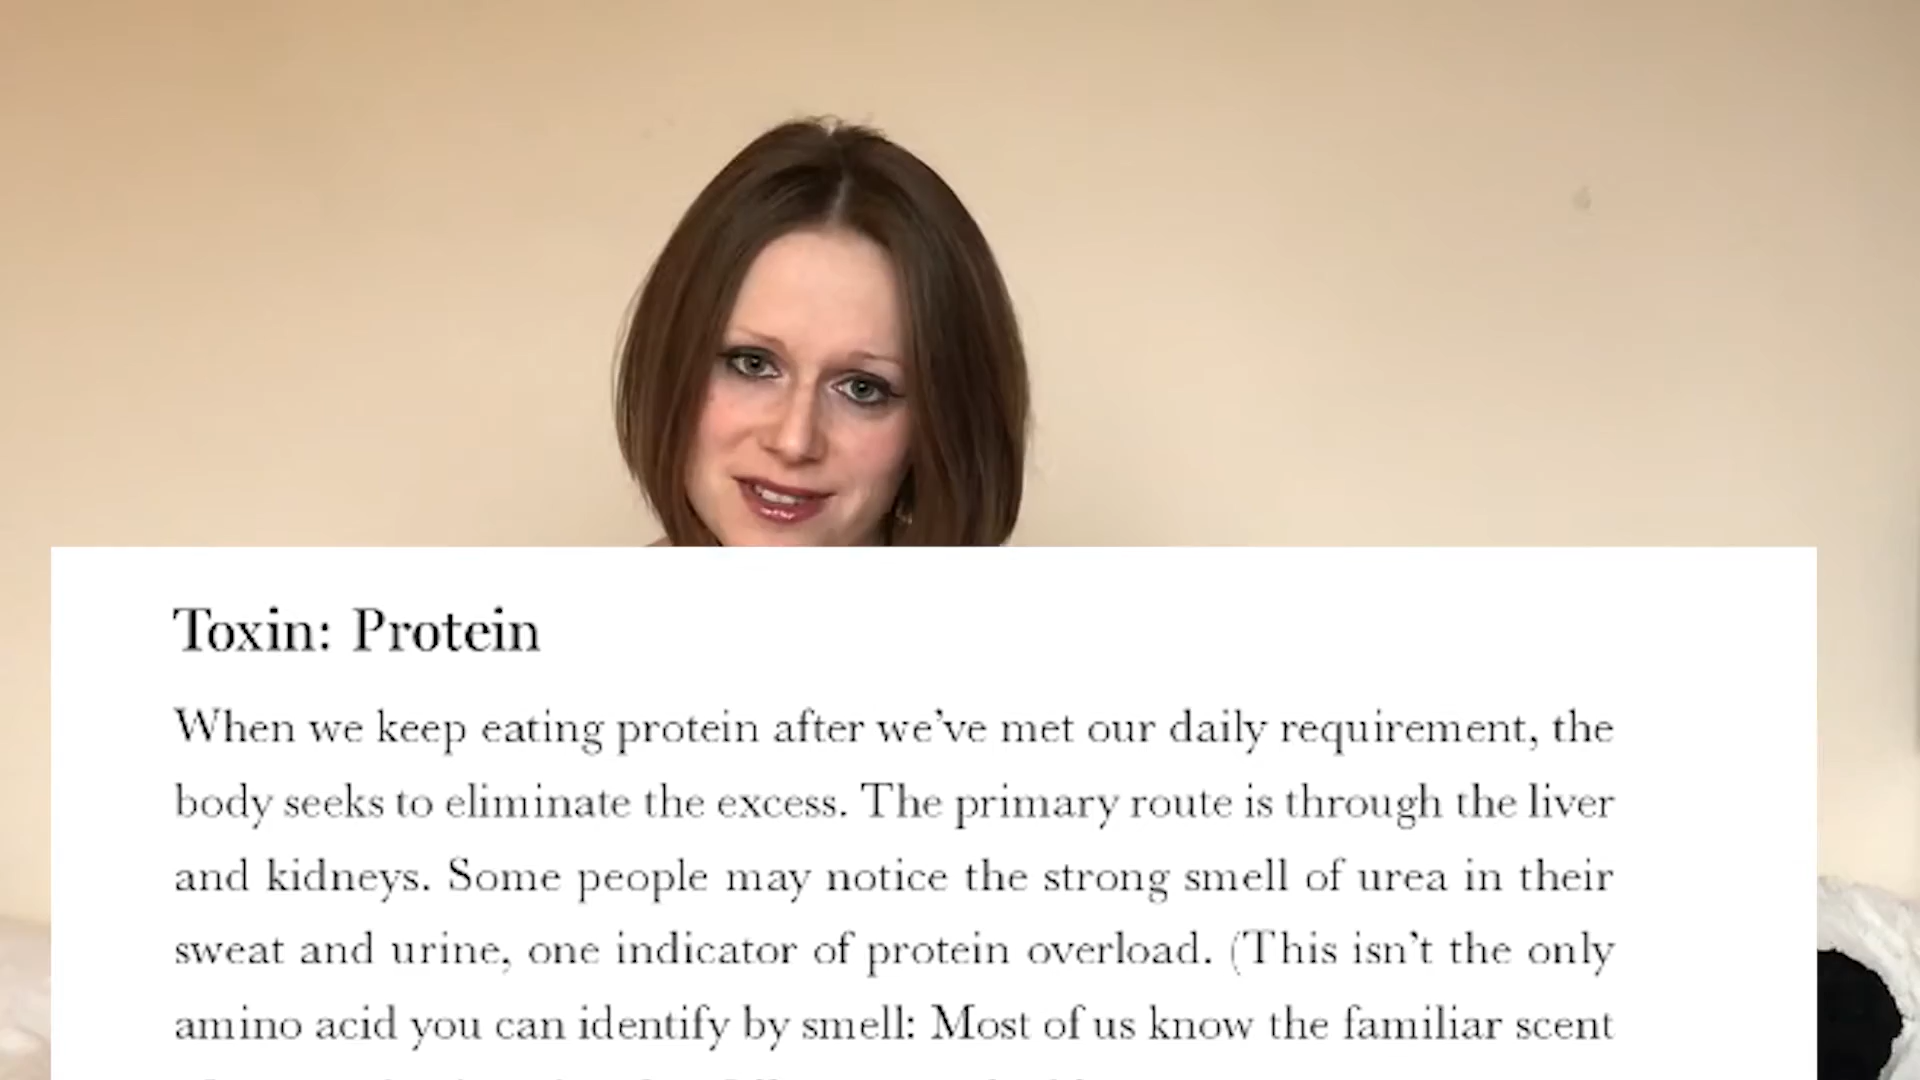 Toxin: Protein
When we keep eating protein after we've met our daily requirement, the
body seeks to eliminate the excess. The primary route is through the liver
and kidneys. Some people may notice the strong smell of urea in their
sweat and urine, one indicator of protein overload. (This isn't the only
amino acid you can identify by smell: Most of us know the familiar scent